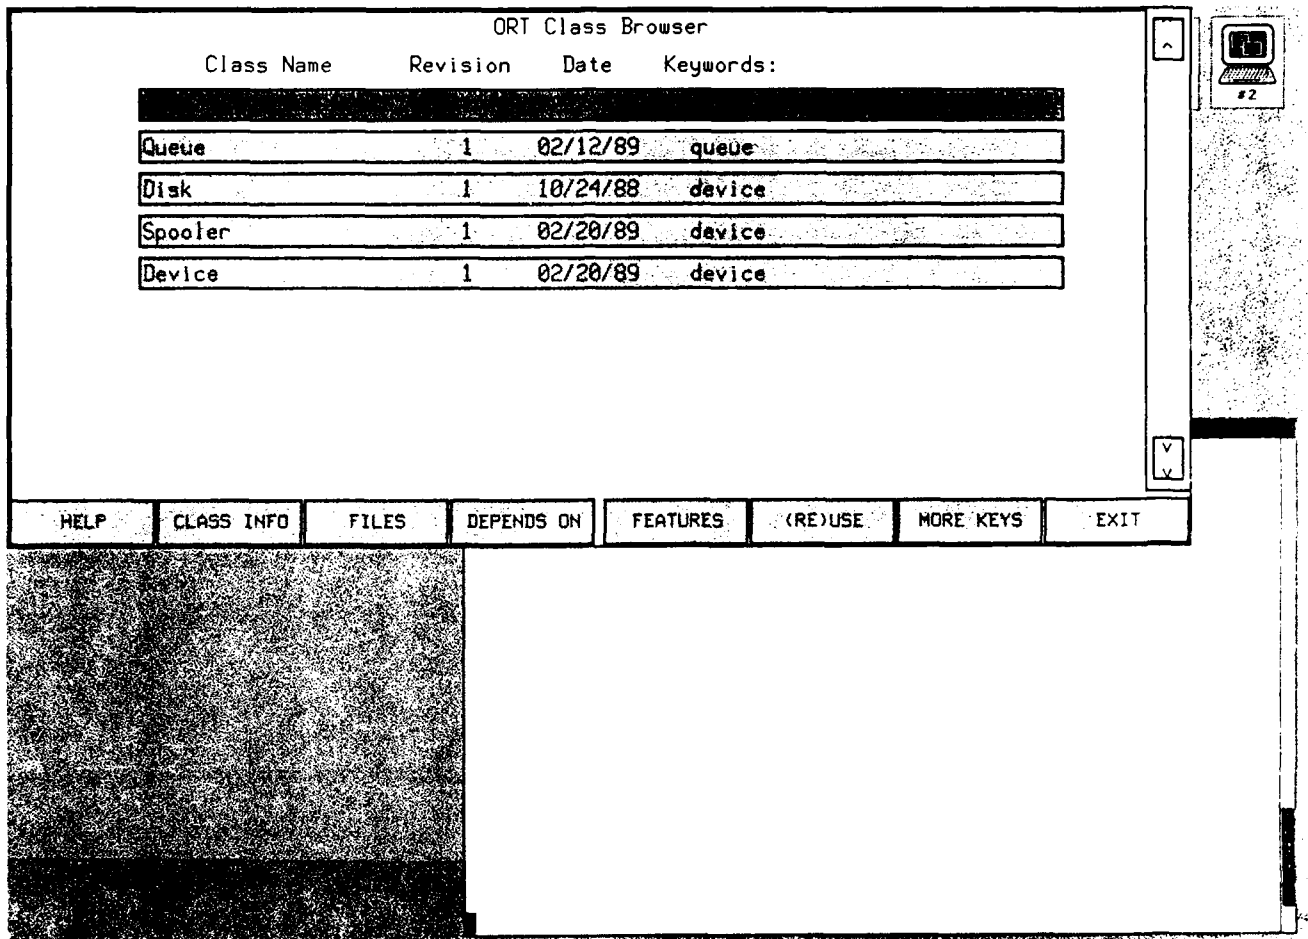 ORT Class Browser
Class Name Revision Date Keywords:
Queue 1 02/12/89 queue
Disk 1 10/24/88 device
Spooler 1 02/20/89 device
Device 1 02/20/89 device
HELP CLASS INFO FILES DEPENDS ON FEATURES (RE)USE MORE KEYS EXIT
#2